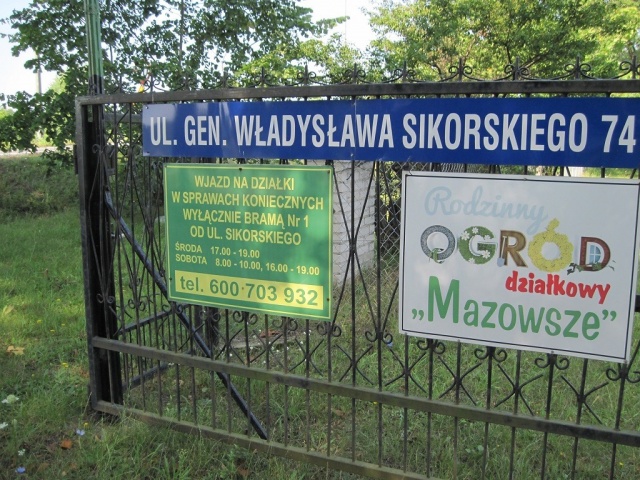 UL. GEN. WŁADYSŁAWA SIKORSKIEGO 74
WJAZD NA DZIAŁKI
W SPRAWACH KONIECZNYCH
WYŁĄCZNIE BRAMĄ Nr 1
OD UL. SIKORSKIEGO
ŚRODA 17.00 - 19.00
SOBOTA 8.00 - 10.00, 16.00 - 19.00
tel. 600-703 932
Rodzinny
OGRÓD
działkowy
„Mazowsze”